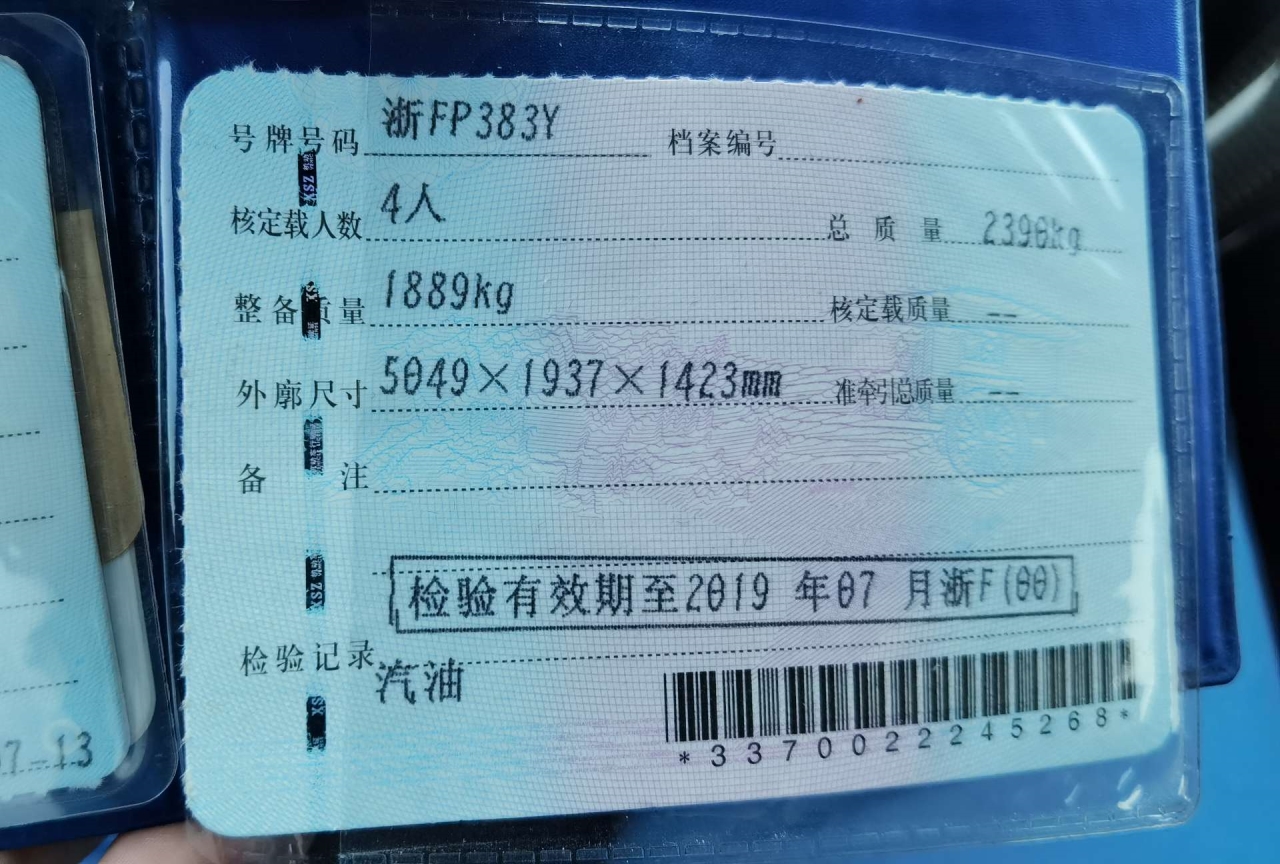 号牌号码 浙FP383Y 档案编号
核定载人数 4人 总质量 2390kg
整备质量 1889kg 核定载质量 --
外廓尺寸 5049×1937×1423mm 准牵引总质量 --
备注
检验有效期至2019 年07 月浙F(00)
检验记录
汽油
*3370022245268*
7-13